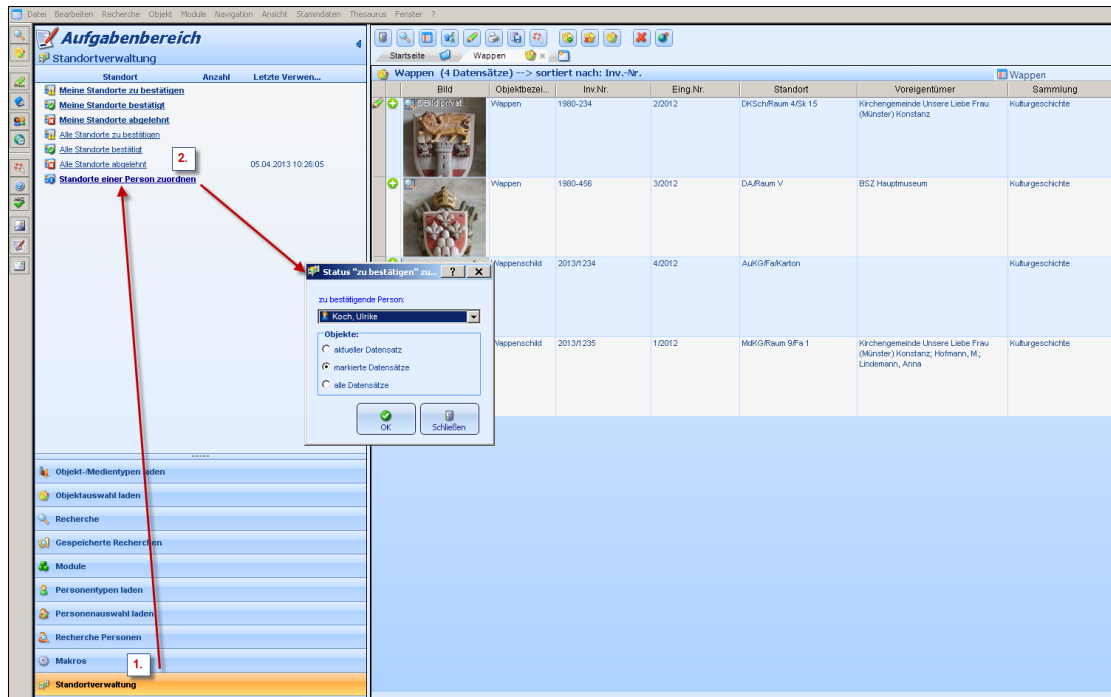 Datei Bearbeiten Recherche Objekt Module Navigation Ansicht Stammdaten Thesaurus Fenster ?
Aufgabenbereich
Standortverwaltung
Standort Anzahl Letzte Verwen...
Meine Standorte zu bestätigen
Meine Standorte bestätigt
Meine Standorte abgelehnt
Alle Standorte zu bestätigen
Alle Standorte bestätigt
Alle Standorte abgelehnt 05.04.2013 10:26:05
Standorte einer Person zuordnen
2.
Objekt-/Medientypen laden
Objektauswahl laden
Recherche
Gespeicherte Recherchen
Module
Personentypen laden
Personenauswahl laden
Recherche Personen
Makros
1.
Standortverwaltung
Startseite Wappen
Wappen (4 Datensätze) --> sortiert nach: Inv.-Nr. Wappen
Bild Objektbezei... Inv.Nr. Eing.Nr. Standort Voreigentümer Sammlung
©Bild:privat Wappen 1980-234 2/2012 DKSch/Raum 4/Sk 15 Kirchengemeinde Unsere Liebe Frau Kulturgeschichte
(Münster) Konstanz
Wappen 1980-456 3/2012 DA/Raum V BSZ Hauptmuseum Kulturgeschichte
Wappenschild 2013/1234 4/2012 AuKG/Fa/Karton Kulturgeschichte
Wappenschild 2013/1235 1/2012 MdKG/Raum 9/Fa 1 Kirchengemeinde Unsere Liebe Frau Kulturgeschichte
(Münster) Konstanz; Hofmann, M.;
Lindemann, Anna
Status "zu bestätigen" zu... ? X
zu bestätigende Person:
Koch, Ulrike
Objekte:
aktueller Datensatz
markierte Datensätze
alle Datensätze
OK Schließen